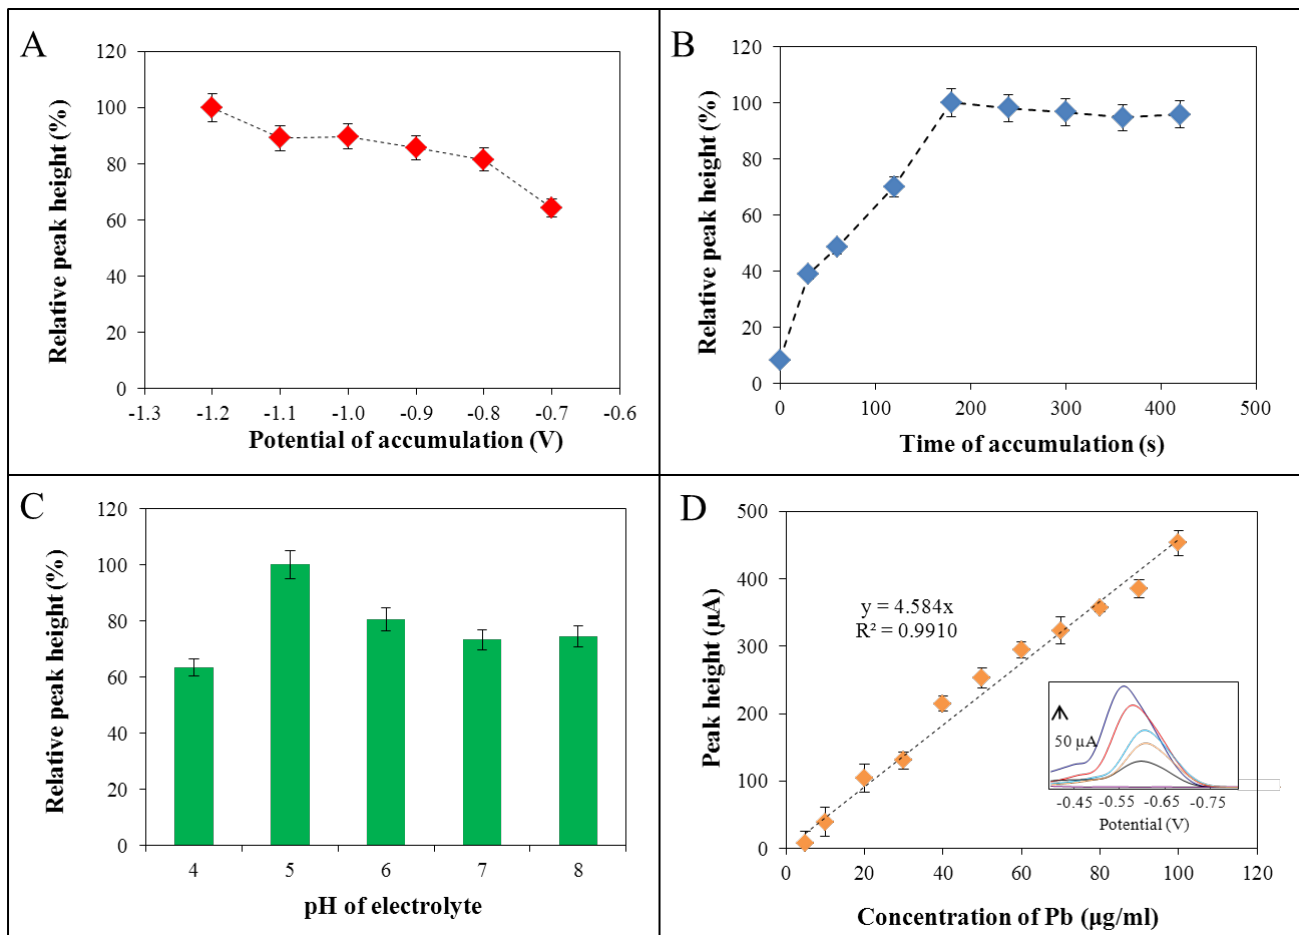 A
Relative peak height (%)
120
100
80
60
40
20
0
-1.3 -1.2 -1.1 -1.0 -0.9 -0.8 -0.7 -0.6
Potential of accumulation (V)
B
Relative peak height (%)
120
100
80
60
40
20
0
0 100 200 300 400 500
Time of accumulation (s)
C
Relative peak height (%)
120
100
80
60
40
20
0
4 5 6 7 8
pH of electrolyte
D
Peak height (µA)
500
400
300
200
100
0
y = 4.584x
R² = 0.9910
50 µA
-0.45 -0.55 -0.65 -0.75
Potential (V)
0 20 40 60 80 100 120
Concentration of Pb (µg/ml)